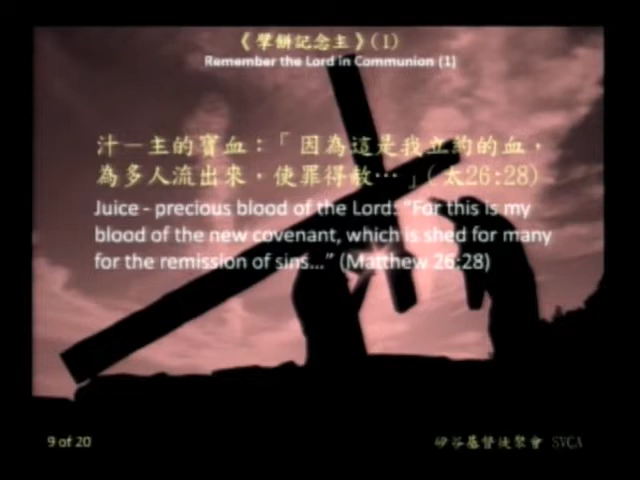 《擘餅記念主》(1)
Remember the Lord in Communion (1)
汁－主的寶血：「因為這是我立約的血，
為多人流出來，使罪得赦…」(太26:28)
Juice - precious blood of the Lord: "For this is my
blood of the new covenant, which is shed for many
for the remission of sins..." (Matthew 26:28)
9 of 20
矽谷基督徒聚會 SVCA